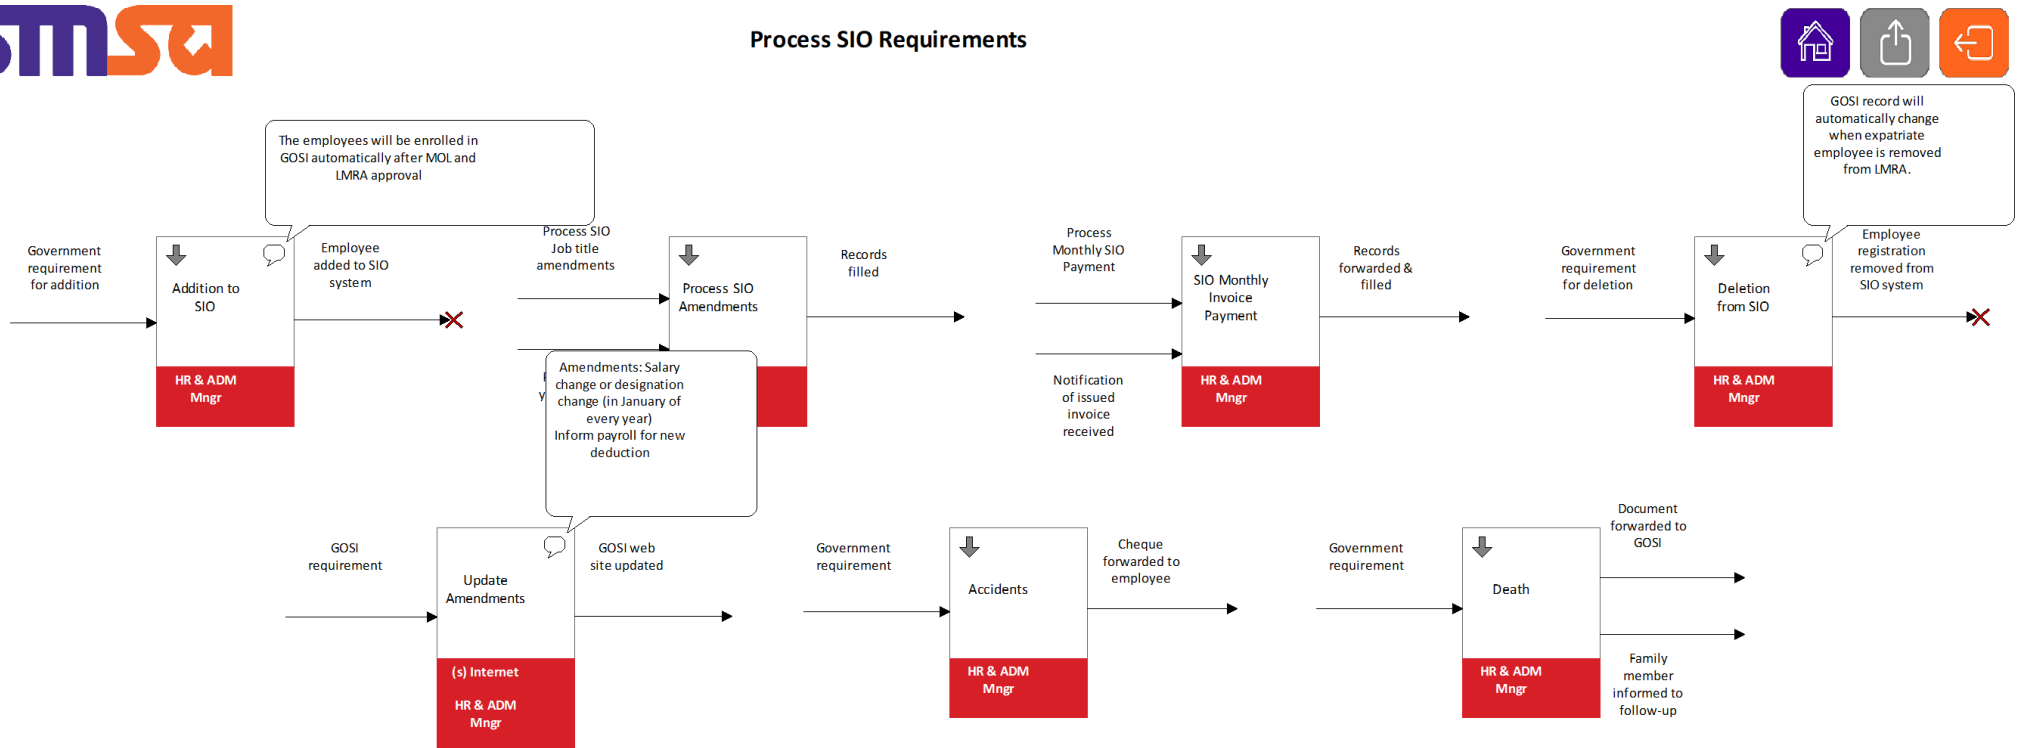 smsa
Process SIO Requirements
The employees will be enrolled in
GOSI automatically after MOL and
LMRA approval
GOSI record will
automatically change
when expatriate
employee is removed
from LMRA.
Government
requirement
for addition
Addition to
SIO
HR & ADM
Mngr
Employee
added to SIO
system
Process SIO
Job title
amendments
Process SIO
Amendments
Records
filled
Process
Monthly SIO
Payment
Notification
of issued
invoice
received
SIO Monthly
Invoice
Payment
HR & ADM
Mngr
Records
forwarded &
filled
Government
requirement
for deletion
Deletion
from SIO
HR & ADM
Mngr
Employee
registration
removed from
SIO system
Amendments: Salary
change or designation
change (in January of
every year)
Inform payroll for new
deduction
GOSI
requirement
Update
Amendments
(s) Internet
HR & ADM
Mngr
GOSI web
site updated
Government
requirement
Accidents
HR & ADM
Mngr
Cheque
forwarded to
employee
Government
requirement
Death
HR & ADM
Mngr
Document
forwarded to
GOSI
Family
member
informed to
follow-up